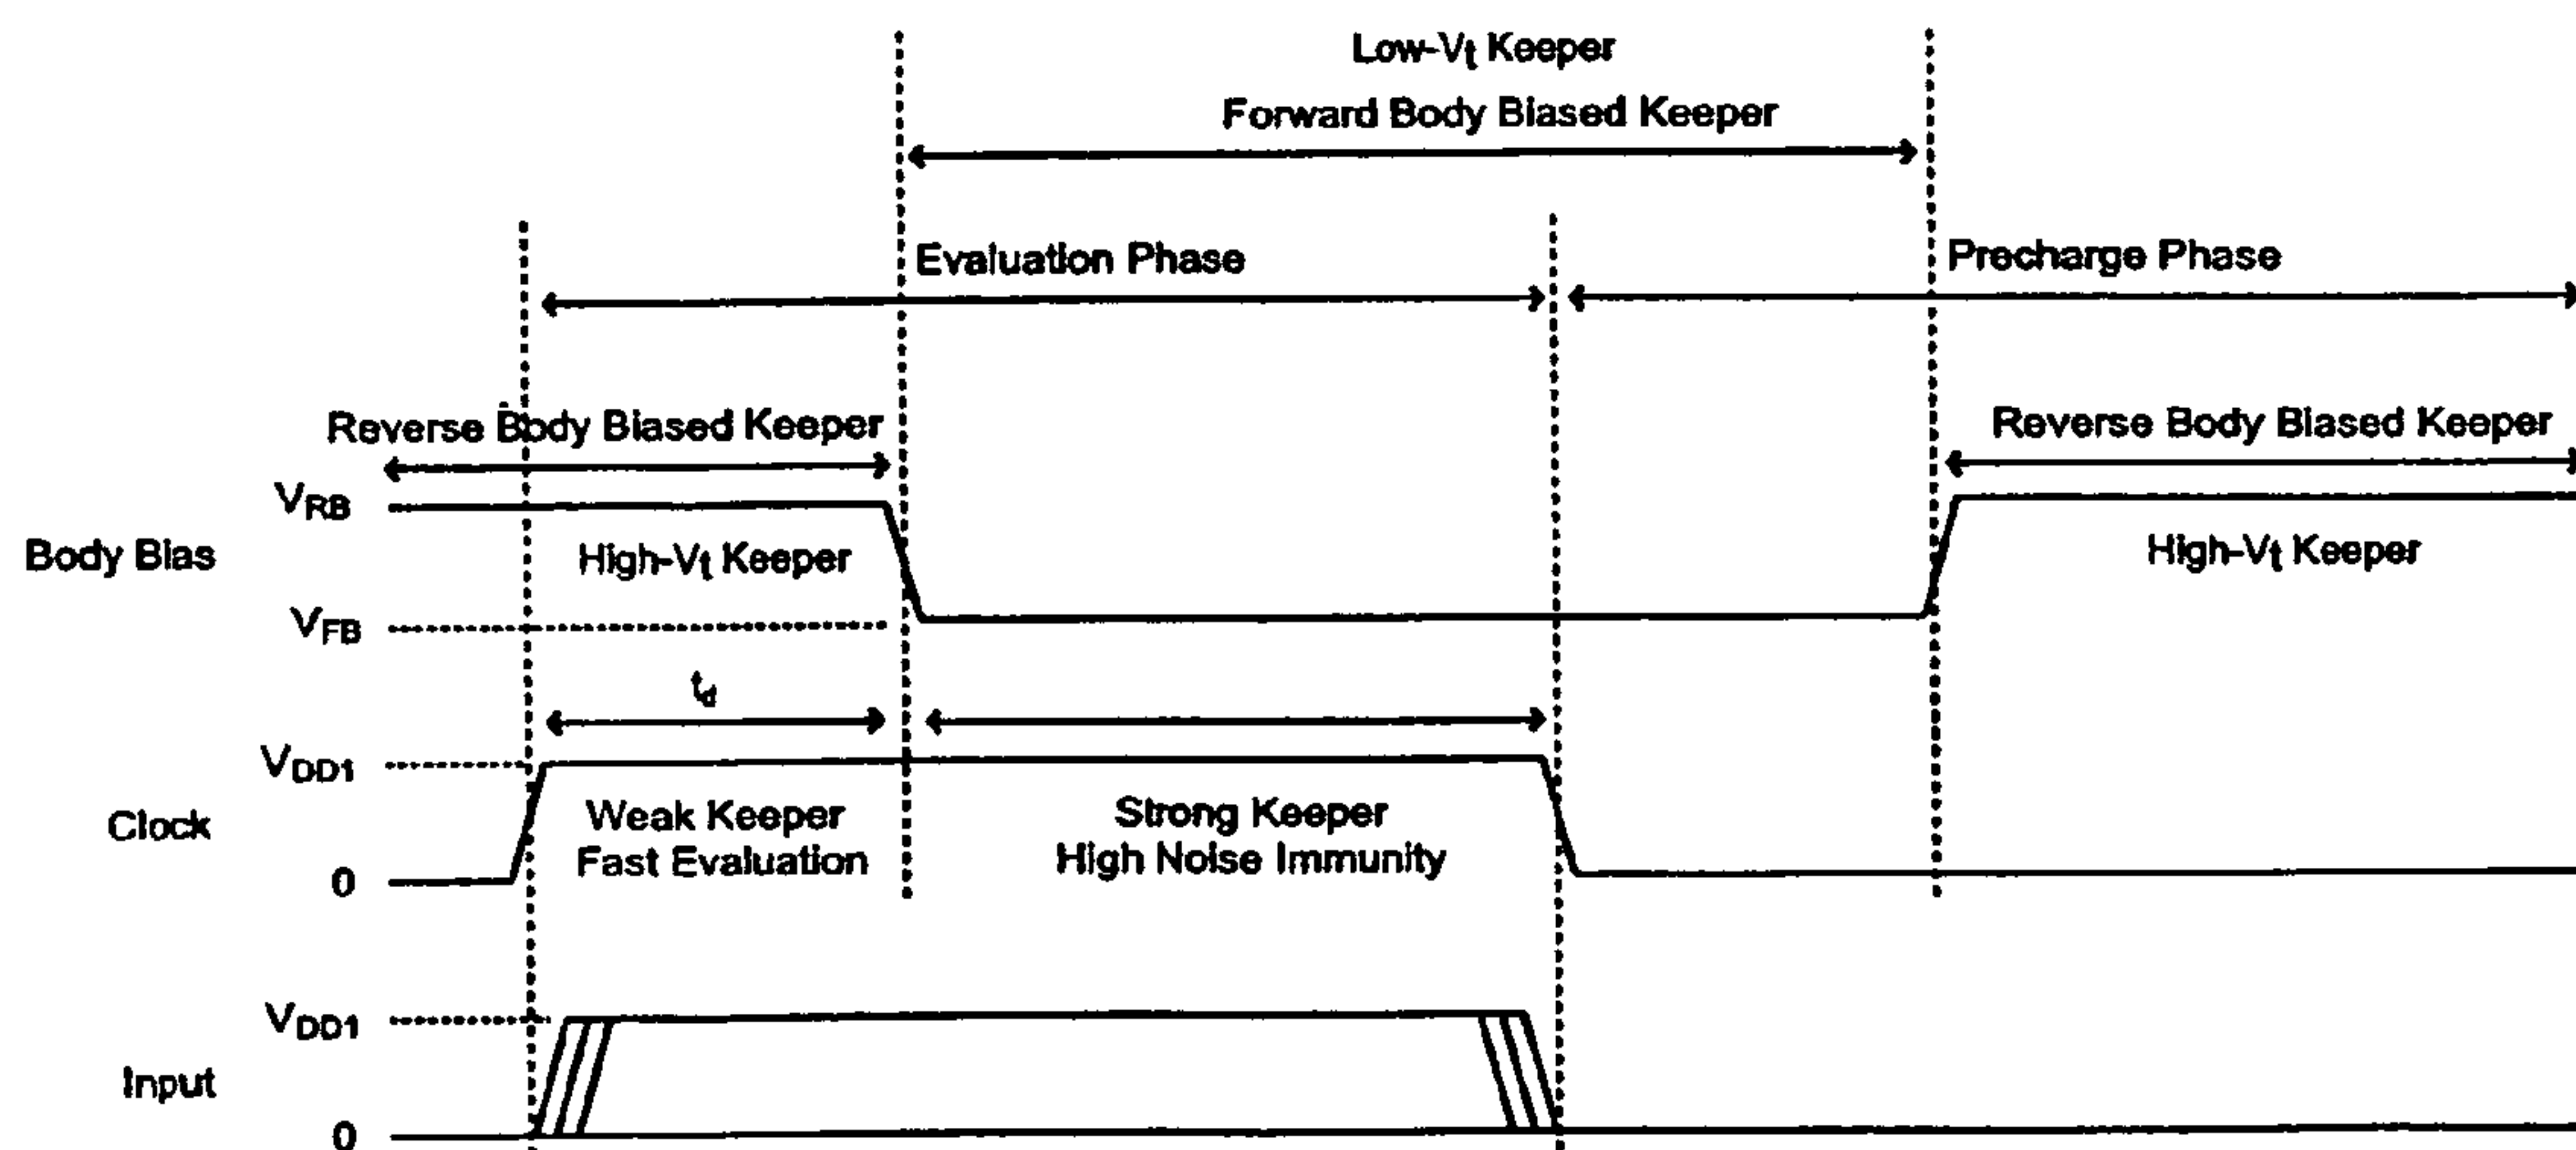 Low-Vt Keeper
Forward Body Biased Keeper
Evaluation Phase
Precharge Phase
Reverse Body Biased Keeper
Reverse Body Biased Keeper
VRB
Body Bias
High-Vt Keeper
High-Vt Keeper
VFB
td
VDD1
Clock
Weak Keeper
Fast Evaluation
Strong Keeper
High Noise Immunity
0
VDD1
Input
0